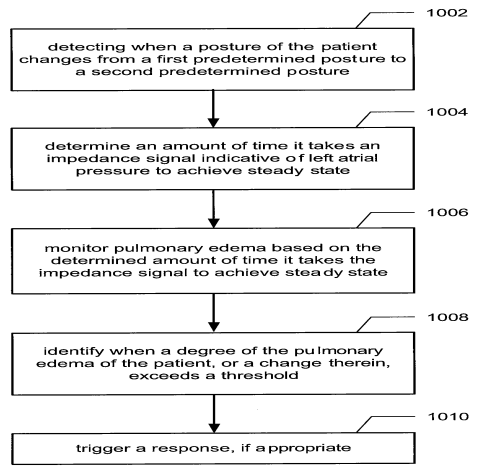 1002
detecting when a posture of the patient
changes from a first predetermined posture to
a second predetermined posture
1004
determine an amount of time it takes an
impedance signal indicative of left atrial
pressure to achieve steady state
1006
monitor pulmonary edema based on the
determined amount of time it takes the
impedance signal to achieve steady state
1008
identify when a degree of the pulmonary
edema of the patient, or a change therein,
exceeds a threshold
1010
trigger a response, if appropriate